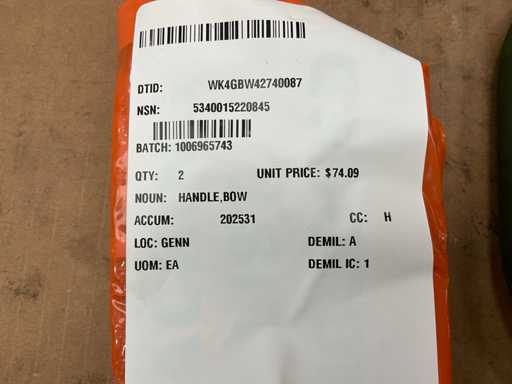 DTID: WK4GBW42740087
NSN: 5340015220845
BATCH: 1006965743
QTY: 2 UNIT PRICE: $74.09
NOUN: HANDLE,BOW
ACCUM: 202531 CC: H
LOC: GENN DEMIL: A
UOM: EA DEMIL IC: 1